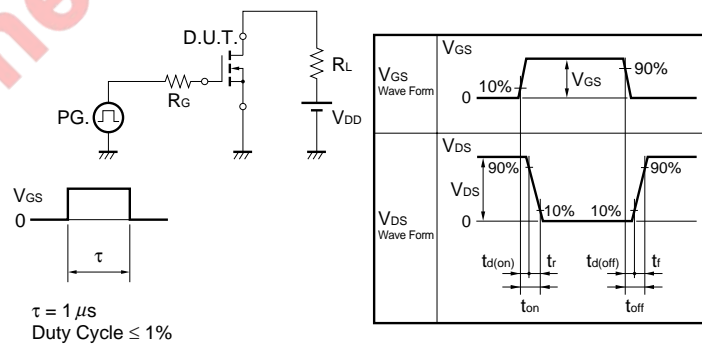 ne
D.U.T.
RG
RL
PG.
VDD
VGS
0
τ
τ = 1 μs
Duty Cycle ≤ 1%
VGS
Wave Form
VGS
10%
0
VGS
90%
VDS
Wave Form
VDS
90%
VDS
0
10%
10%
90%
td(on)
tr
td(off)
tf
ton
toff